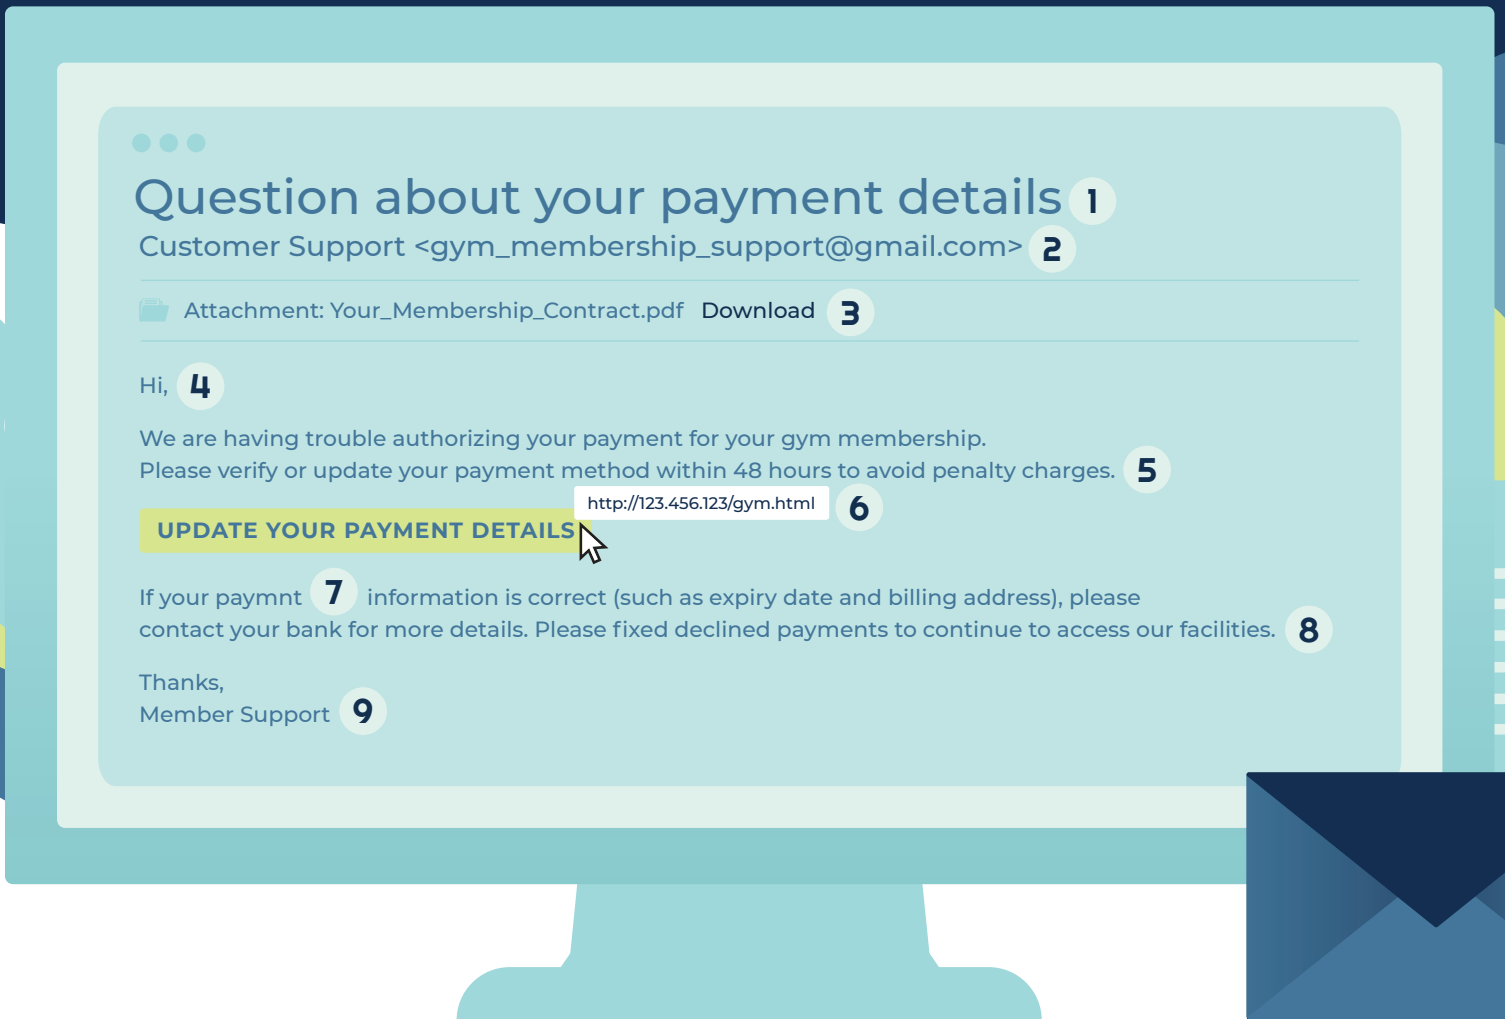 Question about your payment details 1
Customer Support <gym_membership_support@gmail.com> 2
Attachment: Your_Membership_Contract.pdf Download 3
Hi, 4
We are having trouble authorizing your payment for your gym membership.
Please verify or update your payment method within 48 hours to avoid penalty charges. 5
http://123.456.123/gym.html 6
UPDATE YOUR PAYMENT DETAILS
If your paymnt 7 information is correct (such as expiry date and billing address), please
contact your bank for more details. Please fixed declined payments to continue to access our facilities. 8
Thanks,
Member Support 9